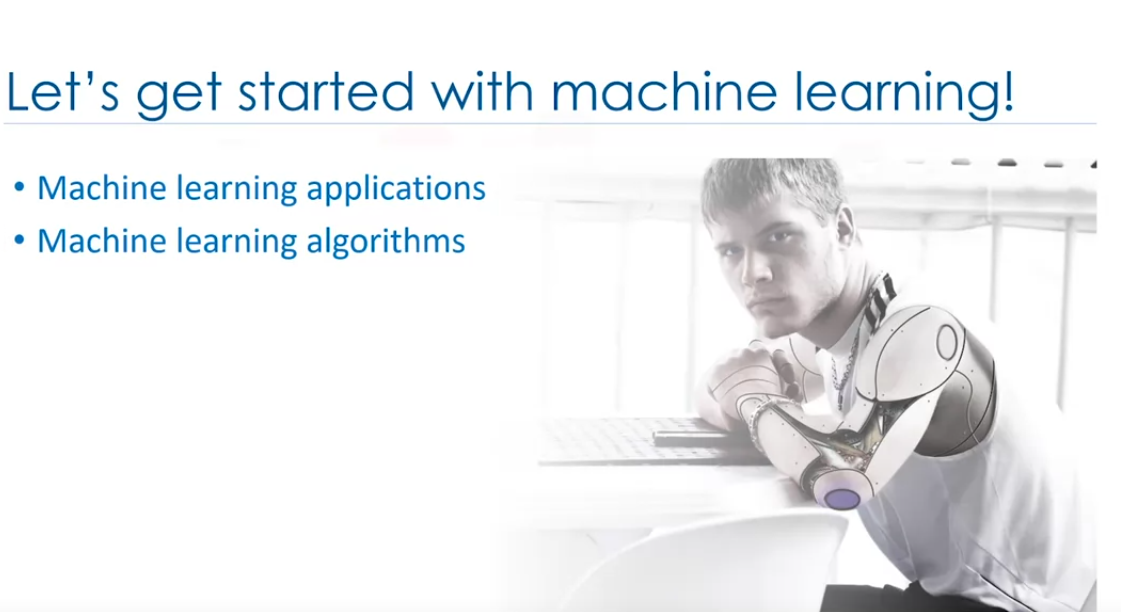 Let's get started with machine learning!
• Machine learning applications
• Machine learning algorithms